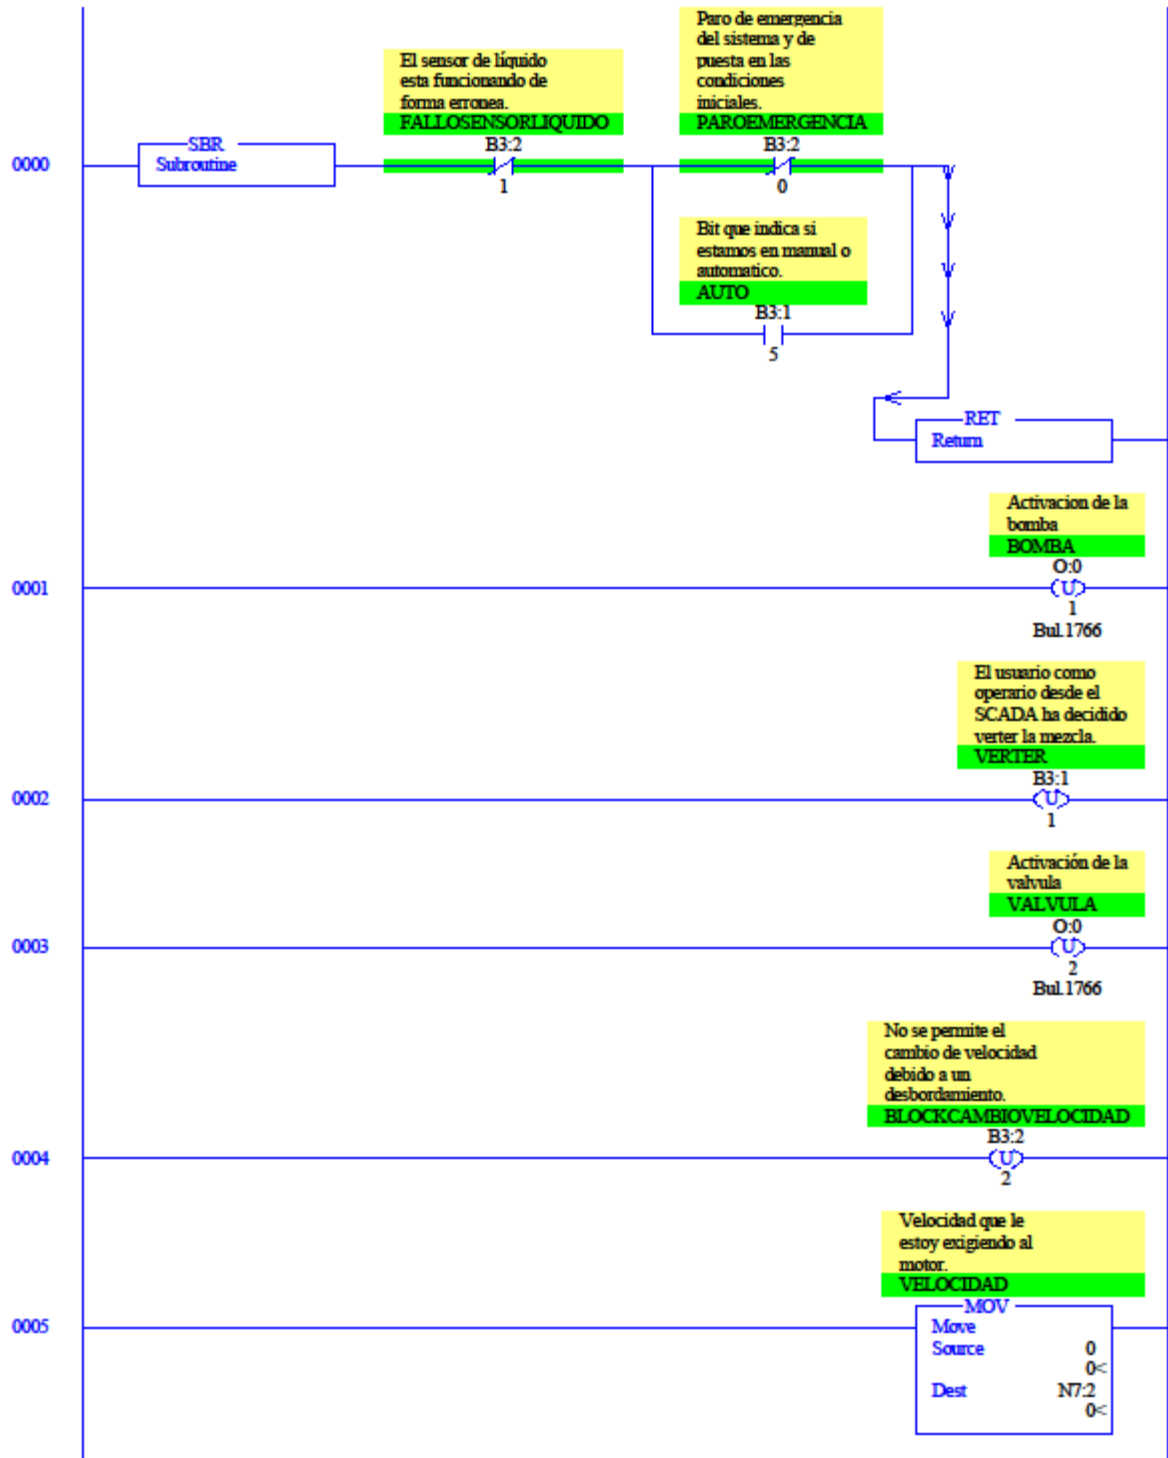 El sensor de líquido
esta funcionando de
forma erronea.
FALLOSENSORLIQUIDO
B3:2
1
Paro de emergencia
del sistema y de
puesta en las
condiciones
iniciales.
PAROEMERGENCIA
B3:2
0
0000
SBR
Subroutine
Bit que indica si
estamos en manual o
automatico.
AUTO
B3:1
5
RET
Return
Activacion de la
bomba
BOMBA
O:0
0001
U
1
Bul.1766
El usuario como
operario desde el
SCADA ha decidido
verter la mezcla.
VERTER
B3:1
0002
U
1
Activación de la
valvula
VALVULA
O:0
0003
U
2
Bul.1766
No se permite el
cambio de velocidad
debido a un
desbordamiento.
BLOCKCAMBIOVELOCIDAD
B3:2
0004
U
2
Velocidad que le
estoy exigiendo al
motor.
VELOCIDAD
MOV
0005
Move
Source 0
0<
Dest N7:2
0<